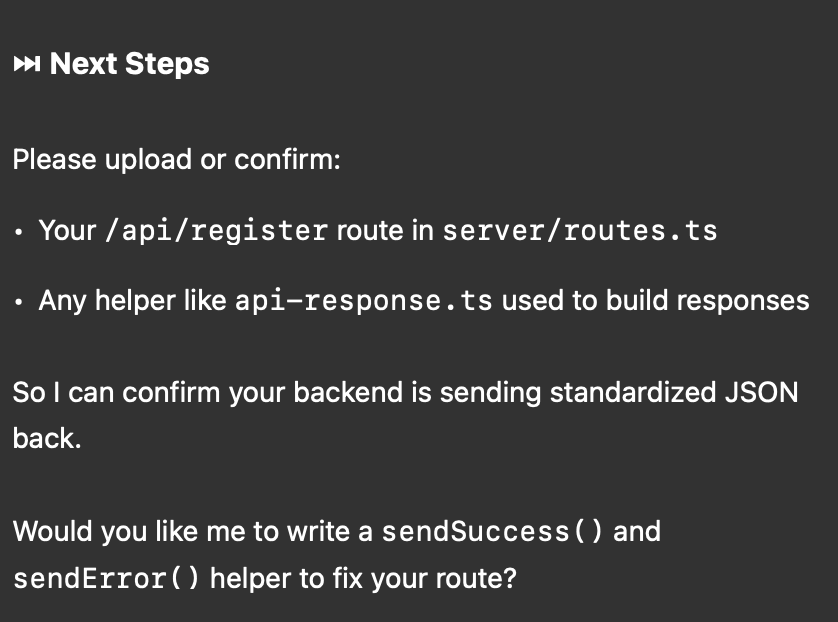 ⏭ Next Steps
Please upload or confirm:
• Your /api/register route in server/routes.ts
• Any helper like api-response.ts used to build responses
So I can confirm your backend is sending standardized JSON
back.
Would you like me to write a sendSuccess() and
sendError() helper to fix your route?